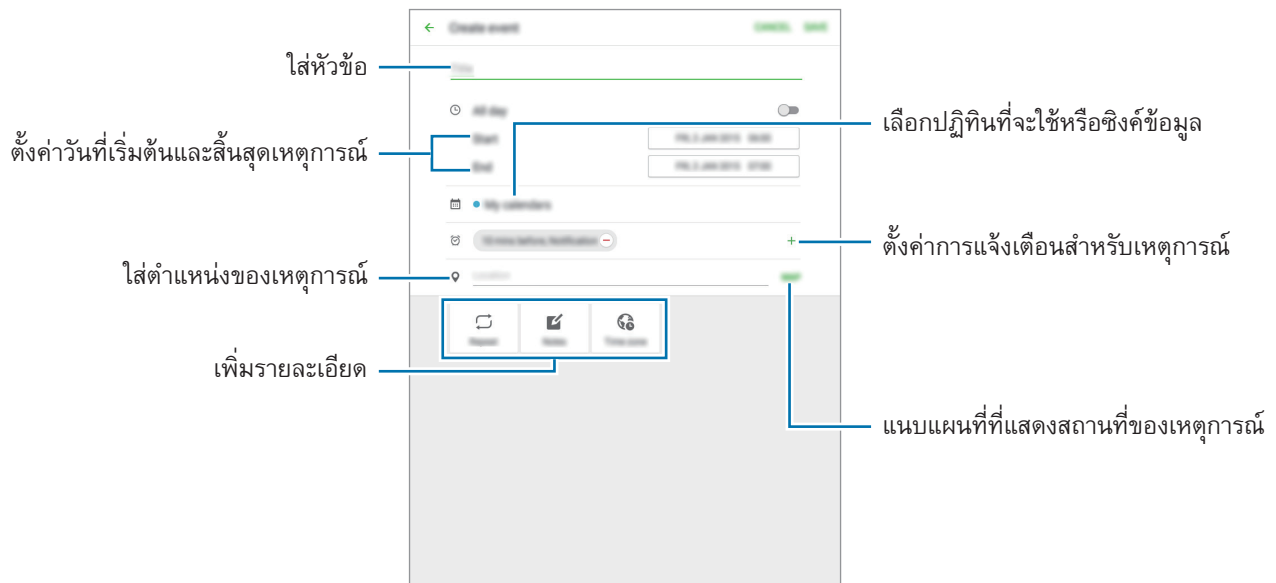 Create event
CANCEL SAVE
ใส่หัวข้อ
Title
All day
เลือกปฏิทินที่จะใช้หรือซิงค์ข้อมูล
ตั้งค่าวันที่เริ่มต้นและสิ้นสุดเหตุการณ์
Start
End
My calendars
10 mins before, Notification
ตั้งค่าการแจ้งเตือนสำหรับเหตุการณ์
ใส่ตำแหน่งของเหตุการณ์
Location
MAP
Repeat
Notes
Time zone
เพิ่มรายละเอียด
แนบแผนที่ที่แสดงสถานที่ของเหตุการณ์